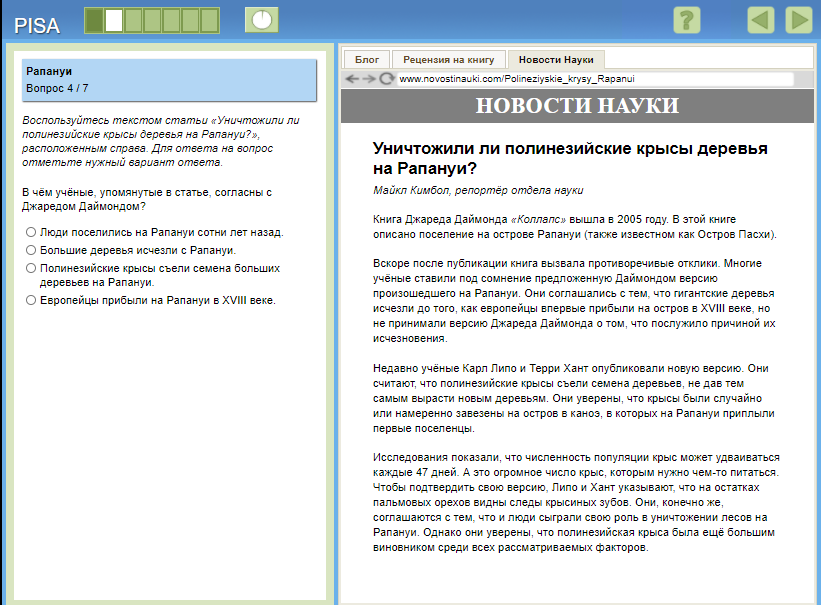 PISA
?
Рапануи
Вопрос 4 / 7
Воспользуйтесь текстом статьи «Уничтожили ли
полинезийские крысы деревья на Рапануи?»,
расположенным справа. Для ответа на вопрос
отметьте нужный вариант ответа.
В чём учёные, упомянутые в статье, согласны с
Джаредом Даймондом?
Люди поселились на Рапануи сотни лет назад.
Большие деревья исчезли с Рапануи.
Полинезийские крысы съели семена больших
деревьев на Рапануи.
Европейцы прибыли на Рапануи в XVIII веке.
Блог
Рецензия на книгу
Новости Науки
www.novostinauki.com/Polineziyskie_krysy_Rapanui
НОВОСТИ НАУКИ
Уничтожили ли полинезийские крысы деревья
на Рапануи?
Майкл Кимбол, репортёр отдела науки
Книга Джареда Даймонда «Коллапс» вышла в 2005 году. В этой книге
описано поселение на острове Рапануи (также известном как Остров Пасхи).
Вскоре после публикации книга вызвала противоречивые отклики. Многие
учёные ставили под сомнение предложенную Даймондом версию
произошедшего на Рапануи. Они соглашались с тем, что гигантские деревья
исчезли до того, как европейцы впервые прибыли на остров в XVIII веке, но
не принимали версию Джареда Даймонда о том, что послужило причиной их
исчезновения.
Недавно учёные Карл Липо и Терри Хант опубликовали новую версию. Они
считают, что полинезийские крысы съели семена деревьев, не дав тем
самым вырасти новым деревьям. Они уверены, что крысы были случайно
или намеренно завезены на остров в каноэ, в которых на Рапануи приплыли
первые поселенцы.
Исследования показали, что численность популяции крыс может удваиваться
каждые 47 дней. А это огромное число крыс, которым нужно чем-то питаться.
Чтобы подтвердить свою версию, Липо и Хант указывают, что на остатках
пальмовых орехов видны следы крысиных зубов. Они, конечно же,
соглашаются с тем, что и люди сыграли свою роль в уничтожении лесов на
Рапануи. Однако они уверены, что полинезийская крыса была ещё большим
виновником среди всех рассматриваемых факторов.